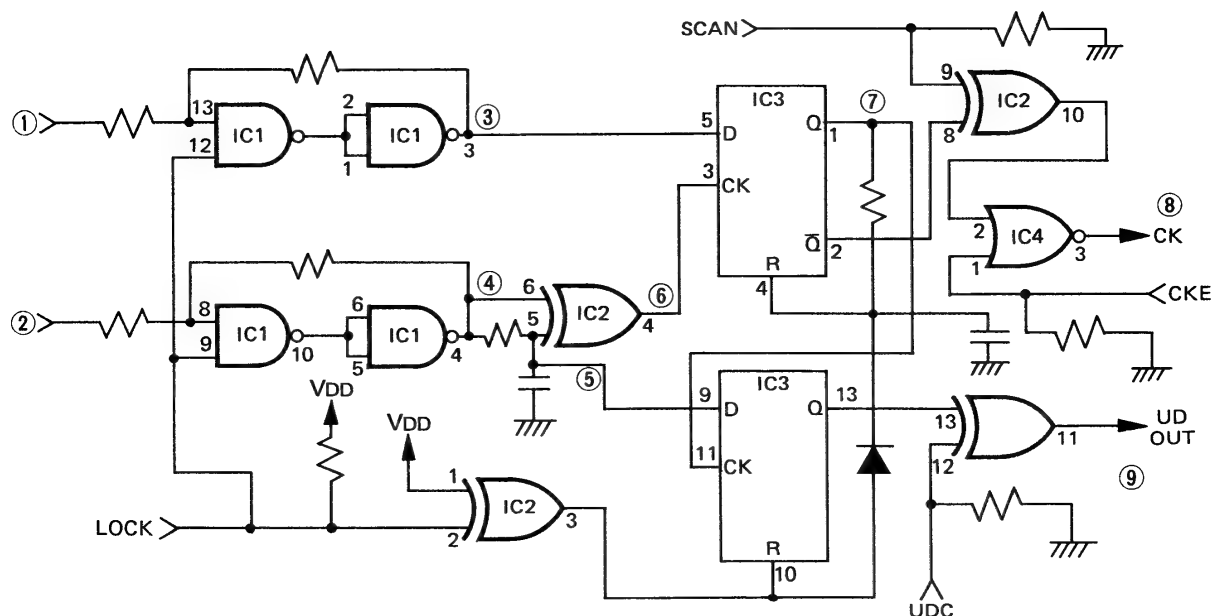 SCAN
9
IC2
10
8
①
13
12
IC1
2
1
IC1
3
③
5
D
3
CK
IC3
Q
1
⑦
Q̅
2
R
4
2
1
IC4
3
⑧
CK
CKE
②
8
9
IC1
10
6
5
IC1
4
④
6
5
IC2
4
⑥
⑤
VDD
VDD
LOCK
1
2
IC2
3
9
D
11
CK
IC3
Q
13
R
10
13
12
11
UD
OUT
⑨
UDC